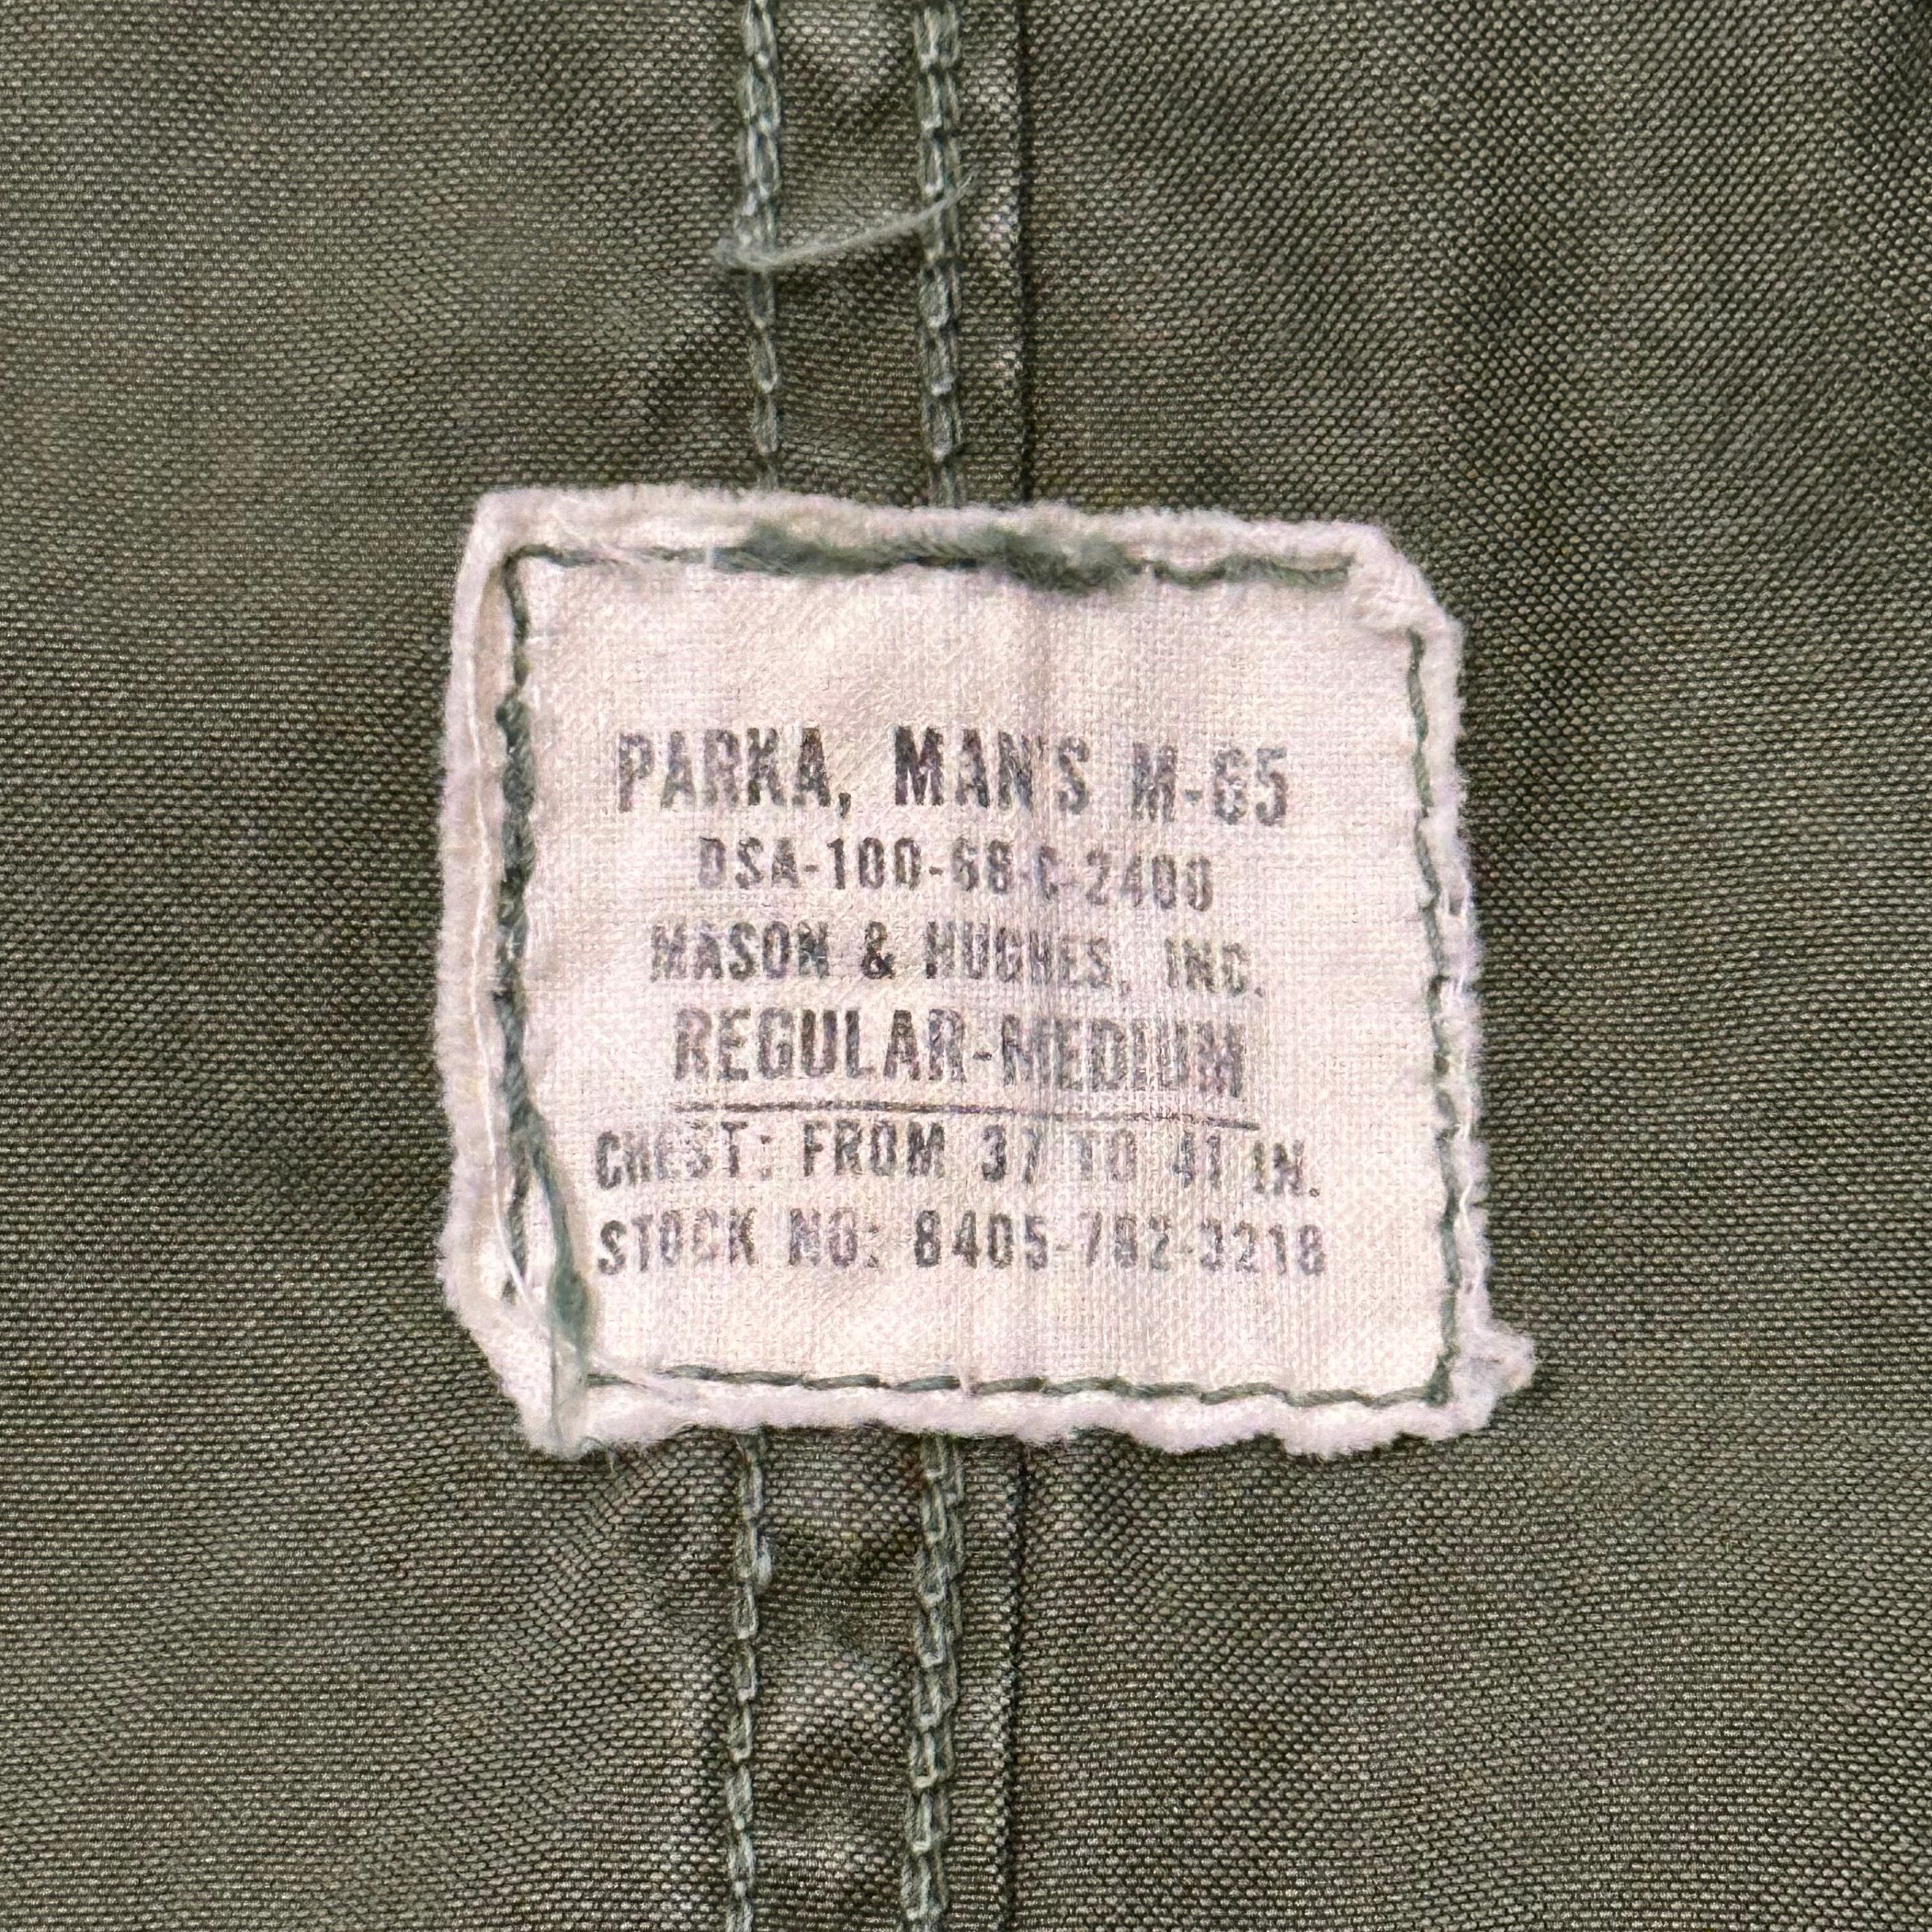 PARKA, MAN'S M-65
DSA-100-68-C-2400
MASON & HUGHES, INC.
REGULAR-MEDIUM
CHEST: FROM 37 TO 41 IN.
STOCK NO: 8405-782-3218